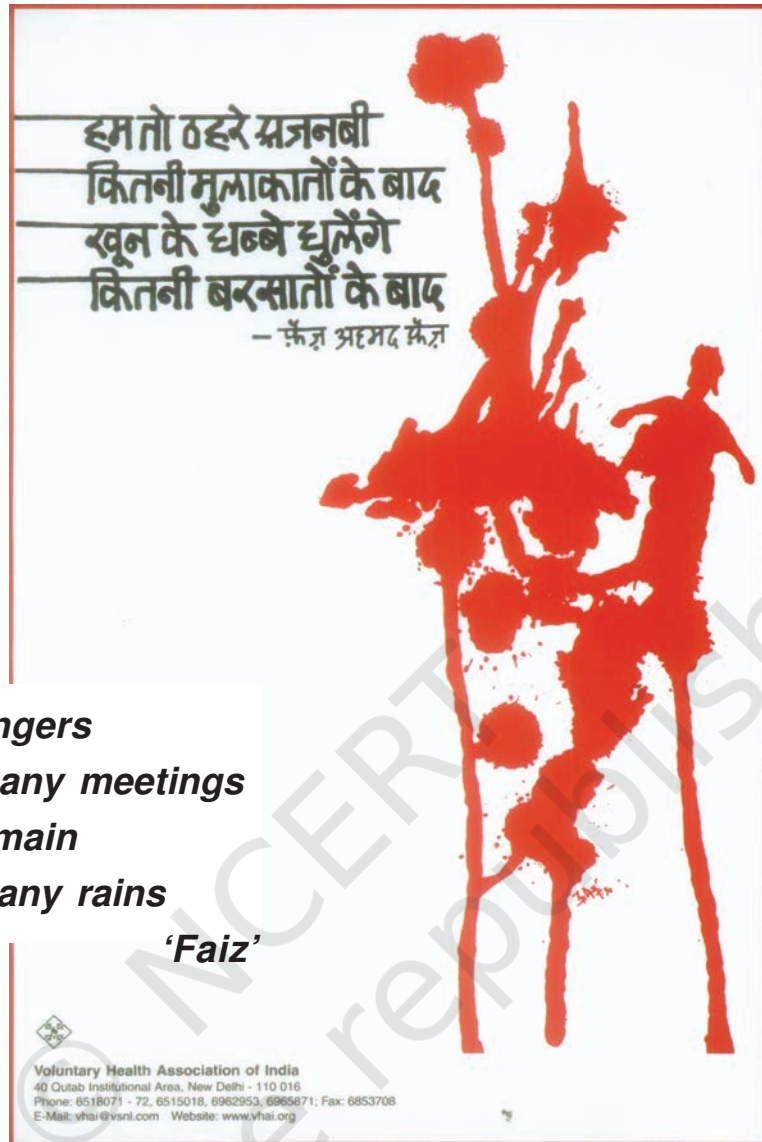 हम तो ठहरे अजनबी
कितनी मुलाकातों के बाद
खून के धब्बे धुलेंगे
कितनी बरसातों के बाद
– फ़ैज़ अहमद फ़ैज़
ngers
any meetings
main
any rains
‘Faiz’
© NCERT
e republish
Voluntary Health Association of India
40 Qutab Institutional Area, New Delhi - 110 016
Phone: 6518071 - 72, 6515018, 6962953, 6965871; Fax: 6853708
E-Mail: vhai@vsnl.com Website: www.vhai.org